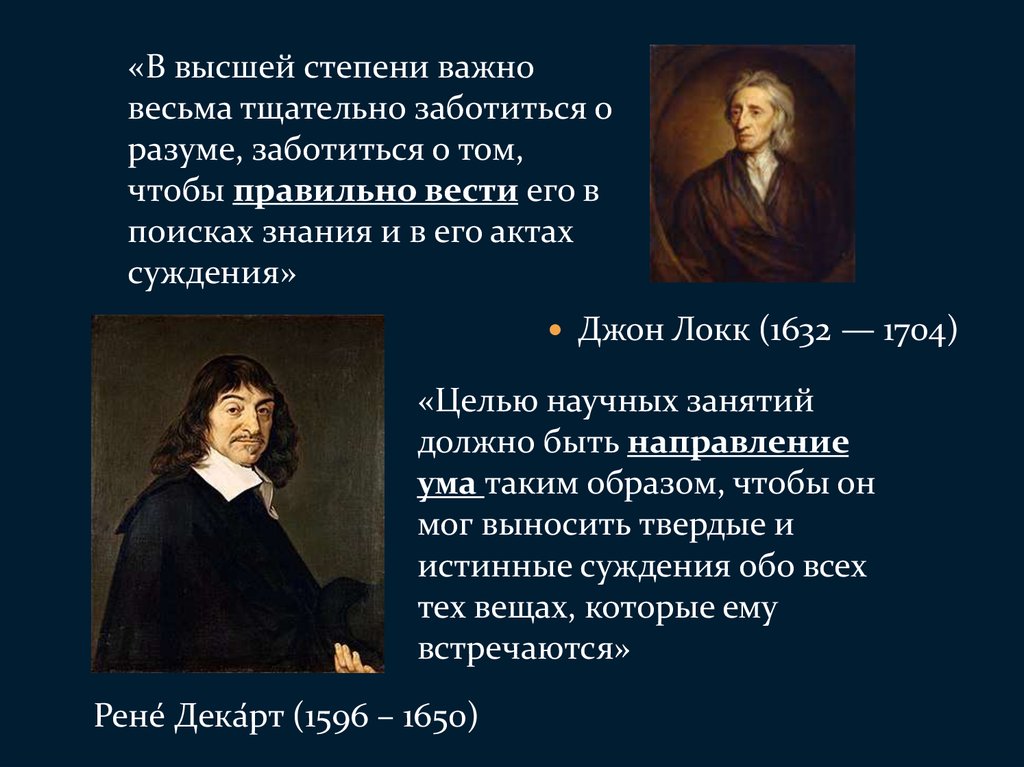 «В высшей степени важно
весьма тщательно заботиться о
разуме, заботиться о том,
чтобы правильно вести его в
поисках знания и в его актах
суждения»
• Джон Локк (1632 — 1704)
«Целью научных занятий
должно быть направление
ума таким образом, чтобы он
мог выносить твердые и
истинные суждения обо всех
тех вещах, которые ему
встречаются»
Рене́ Дека́рт (1596 – 1650)